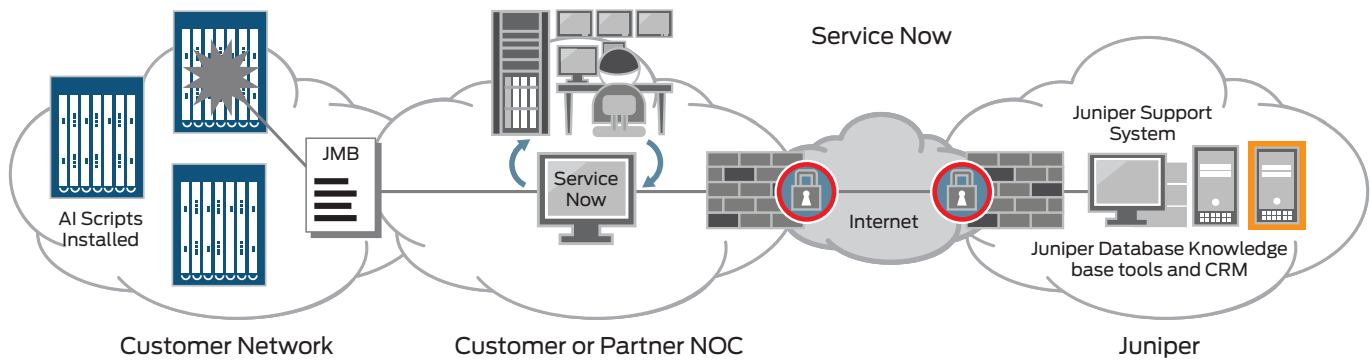 Service Now
AI Scripts
Installed
JMB
Service
Now
Internet
Juniper Support
System
Juniper Database Knowledge
base tools and CRM
Customer Network
Customer or Partner NOC
Juniper